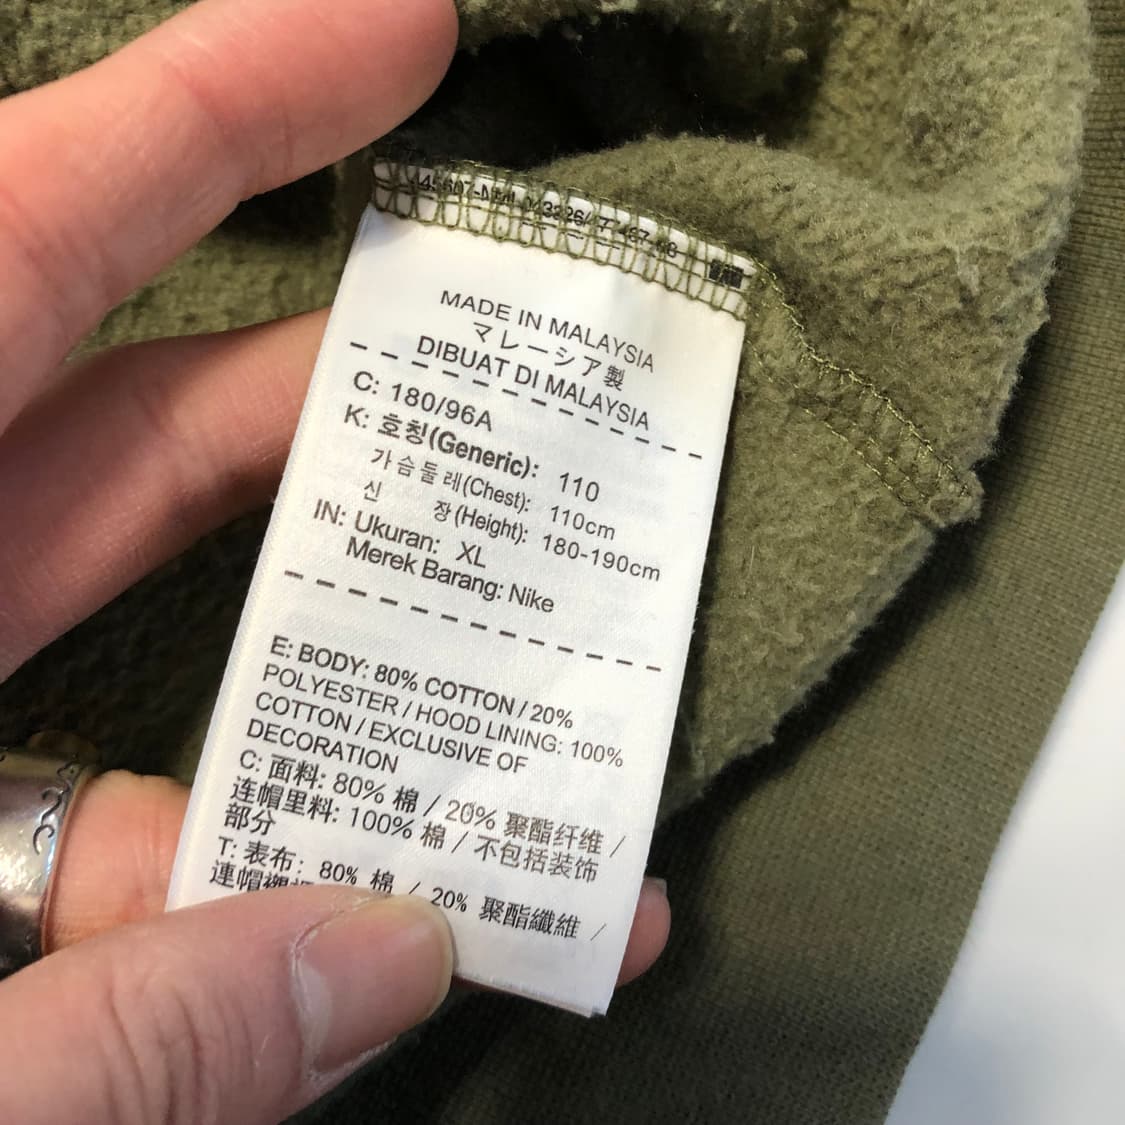 MADE IN MALAYSIA
マレーシア製
DIBUAT DI MALAYSIA
C: 180/96A
K: 호칭(Generic): 110
가슴둘레(Chest): 110cm
신 장(Height): 180-190cm
IN: Ukuran: XL
Merek Barang: Nike
E: BODY: 80% COTTON / 20%
POLYESTER / HOOD LINING: 100%
COTTON / EXCLUSIVE OF
DECORATION
C: 面料: 80% 棉 / 20% 聚酯纤维 /
连帽里料: 100% 棉 / 不包括装饰
部分
T: 表布: 80% 棉 / 20% 聚酯纖維 /
連帽